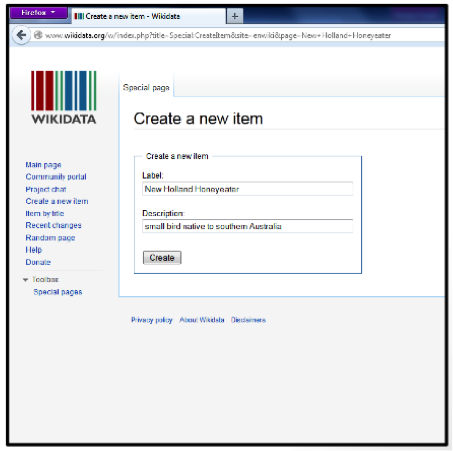 Firefox
Create a new item - Wikidata
+
www.wikidata.org/w/index.php?title=Special:CreateItem&site=enwiki&page=New+Holland+Honeyeater
Special page
WIKIDATA
Create a new item
Create a new item
Label:
New Holland Honeyeater
Description:
small bird native to southern Australia
Create
Main page
Community portal
Project chat
Create a new item
Item by title
Recent changes
Random page
Help
Donate
Toolbox
Special pages
Privacy policy About Wikidata Disclaimers